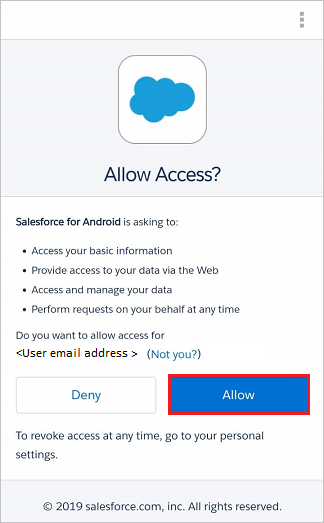 Allow Access?
Salesforce for Android is asking to:
• Access your basic information
• Provide access to your data via the Web
• Access and manage your data
• Perform requests on your behalf at any time
Do you want to allow access for
<User email address > (Not you?)
Deny
Allow
To revoke access at any time, go to your personal
settings.
© 2019 salesforce.com, inc. All rights reserved.